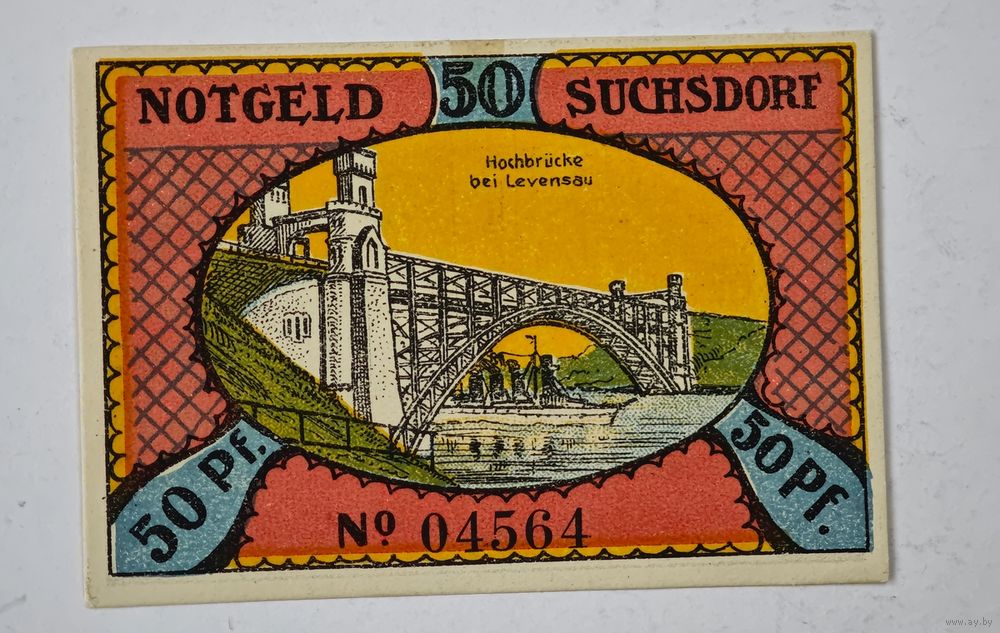 NOTGELD 50 SUCHSDORF
Hochbrücke
bei Levensau
50 Pf.
50 Pf.
Nº 04564
www.ay.by